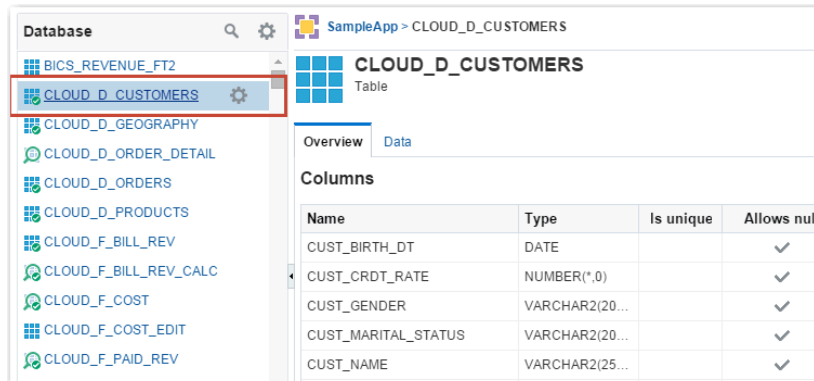 Database
BICS_REVENUE_FT2
CLOUD_D_CUSTOMERS
CLOUD_D_GEOGRAPHY
CLOUD_D_ORDER_DETAIL
CLOUD_D_ORDERS
CLOUD_D_PRODUCTS
CLOUD_F_BILL_REV
CLOUD_F_BILL_REV_CALC
CLOUD_F_COST
CLOUD_F_COST_EDIT
CLOUD_F_PAID_REV
SampleApp > CLOUD_D_CUSTOMERS
CLOUD_D_CUSTOMERS
Table
Overview Data
Columns
Name Type Is unique Allows nul
CUST_BIRTH_DT DATE
CUST_CRDT_RATE NUMBER(*,0)
CUST_GENDER VARCHAR2(20...
CUST_MARITAL_STATUS VARCHAR2(20...
CUST_NAME VARCHAR2(25...